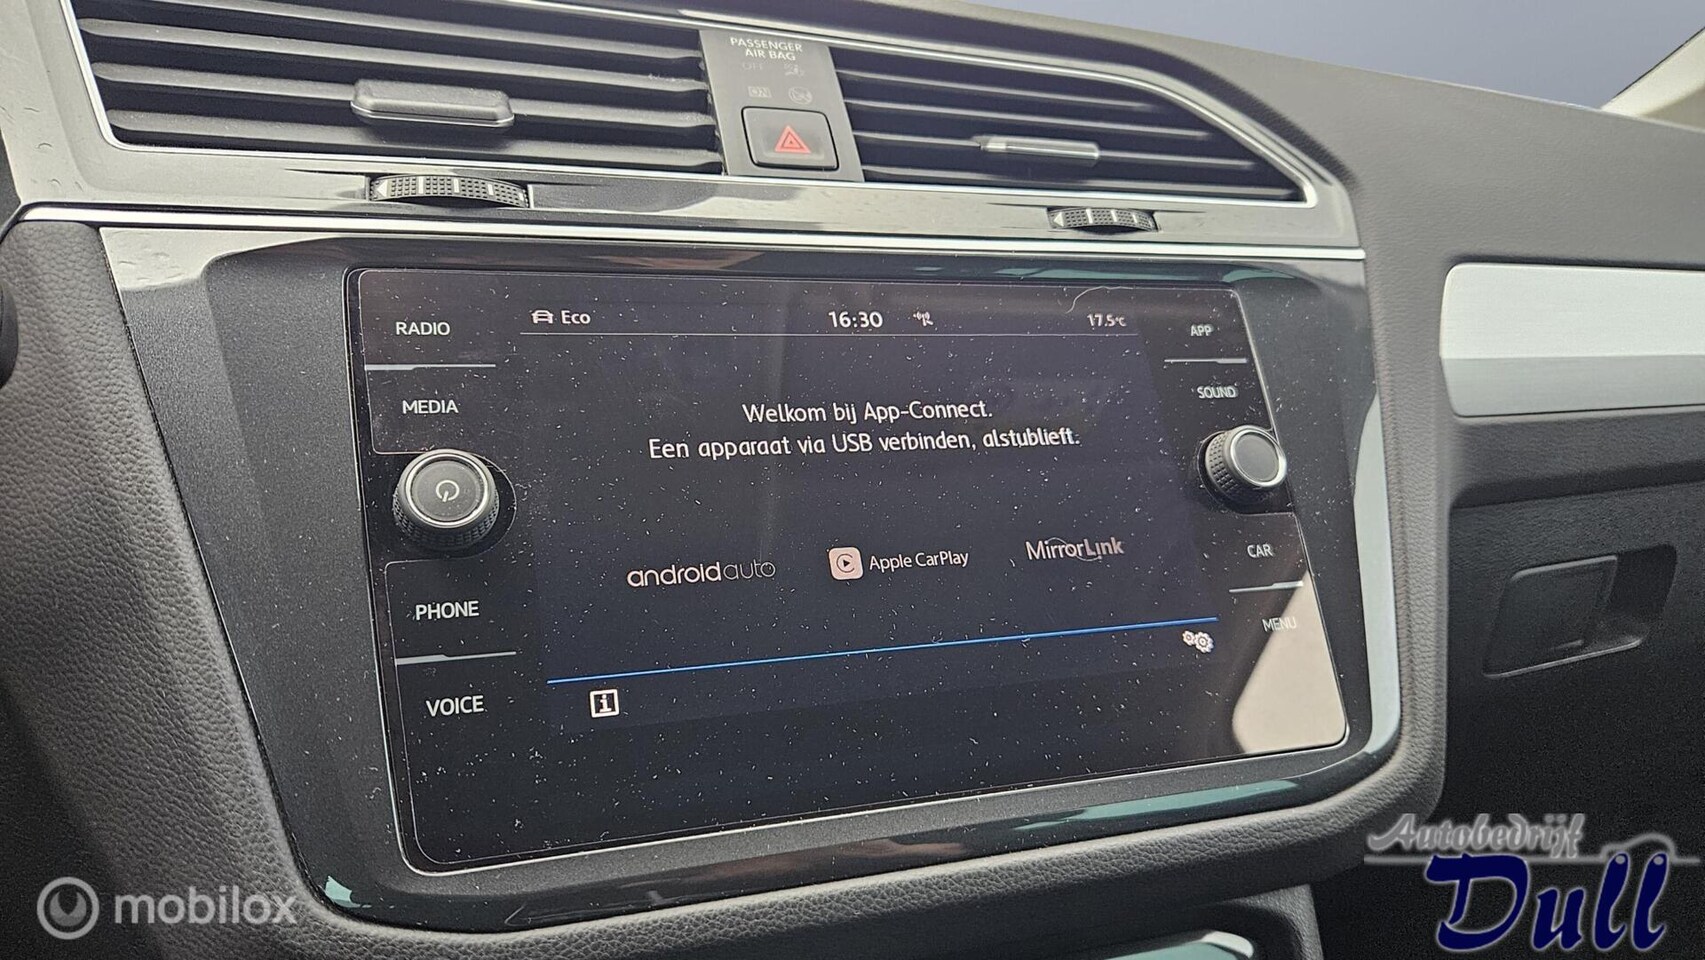 PASSENGER
AIR BAG
OFF
ON
RADIO
Eco
16:30
17.5°C
APP
MEDIA
SOUND
Welkom bij App-Connect.
Een apparaat via USB verbinden, alstublieft.
androidauto
Apple CarPlay
MirrorLink
CAR
PHONE
MENU
VOICE
i
mobilox
Autobedrijf
Dull